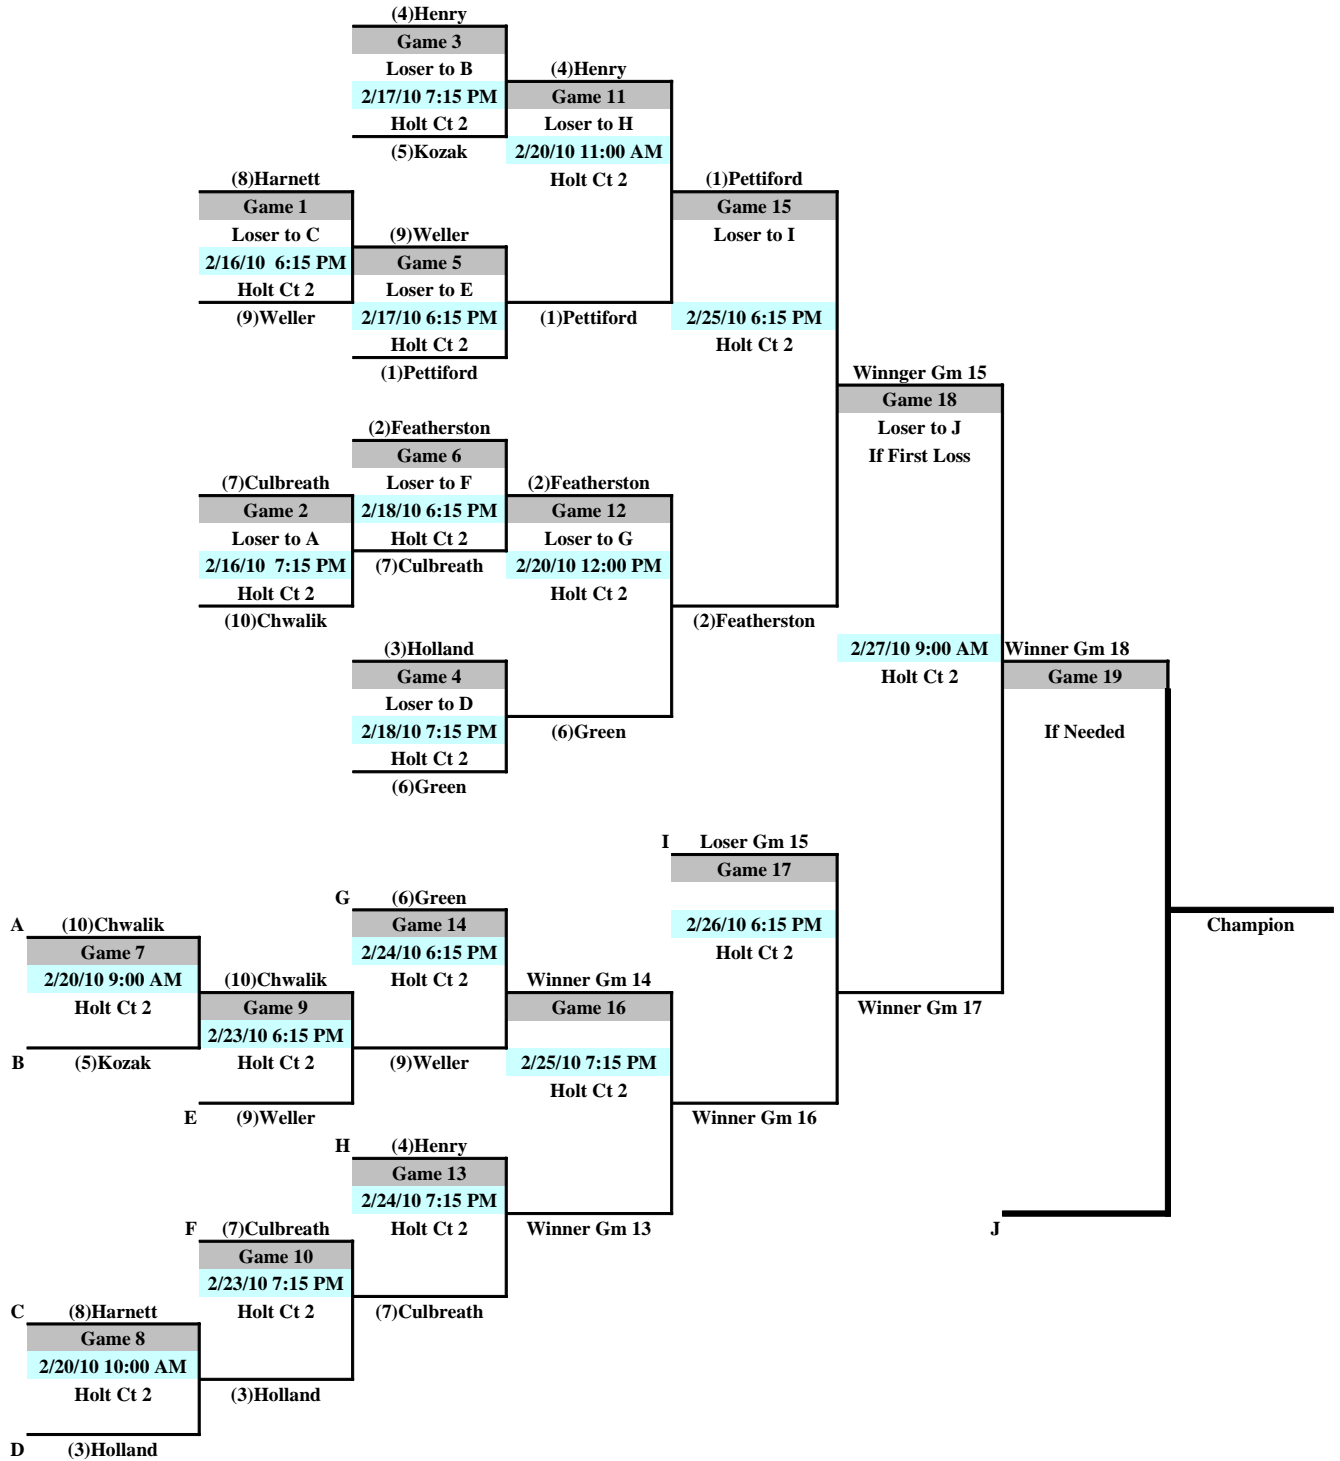 (4)Henry
Game 3
Loser to B
2/17/10 7:15 PM
Holt Ct 2
(5)Kozak
(4)Henry
Game 11
Loser to H
2/20/10 11:00 AM
Holt Ct 2
(8)Harnett
Game 1
Loser to C
2/16/10 6:15 PM
Holt Ct 2
(9)Weller
(9)Weller
Game 5
Loser to E
2/17/10 6:15 PM
Holt Ct 2
(1)Pettiford
(1)Pettiford
(1)Pettiford
Game 15
Loser to I
2/25/10 6:15 PM
Holt Ct 2
Winnger Gm 15
Game 18
Loser to J
If First Loss
(2)Featherston
Game 6
Loser to F
2/18/10 6:15 PM
Holt Ct 2
(7)Culbreath
(7)Culbreath
Game 2
Loser to A
2/16/10 7:15 PM
Holt Ct 2
(10)Chwalik
(2)Featherston
Game 12
Loser to G
2/20/10 12:00 PM
Holt Ct 2
(2)Featherston
(3)Holland
Game 4
Loser to D
2/18/10 7:15 PM
Holt Ct 2
(6)Green
(6)Green
2/27/10 9:00 AM
Holt Ct 2
Winner Gm 18
Game 19
If Needed
I Loser Gm 15
Game 17
2/26/10 6:15 PM
Holt Ct 2
G (6)Green
Game 14
2/24/10 6:15 PM
Holt Ct 2
A (10)Chwalik
Game 7
2/20/10 9:00 AM
Holt Ct 2
B (5)Kozak
(10)Chwalik
Game 9
2/23/10 6:15 PM
Holt Ct 2
E (9)Weller
(9)Weller
Winner Gm 14
Game 16
2/25/10 7:15 PM
Holt Ct 2
Winner Gm 16
Winner Gm 17
Champion
H (4)Henry
Game 13
2/24/10 7:15 PM
Holt Ct 2
Winner Gm 13
J
F (7)Culbreath
Game 10
2/23/10 7:15 PM
Holt Ct 2
(7)Culbreath
C (8)Harnett
Game 8
2/20/10 10:00 AM
Holt Ct 2
(3)Holland
D (3)Holland